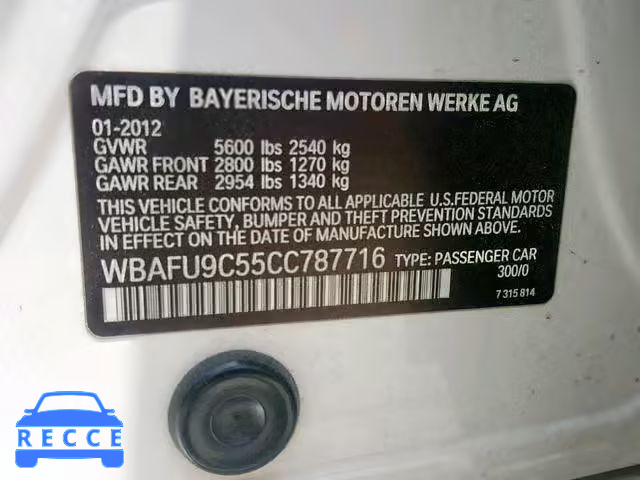 MFD BY BAYERISCHE MOTOREN WERKE AG
01-2012
GVWR 5600 lbs 2540 kg
GAWR FRONT 2800 lbs 1270 kg
GAWR REAR 2954 lbs 1340 kg
THIS VEHICLE CONFORMS TO ALL APPLICABLE U.S.FEDERAL MOTOR
VEHICLE SAFETY, BUMPER AND THEFT PREVENTION STANDARDS
IN EFFECT ON THE DATE OF MANUFACTURE SHOWN ABOVE.
WBAFU9C55CC787716 TYPE: PASSENGER CAR
300/0
7 315 814
RECCE